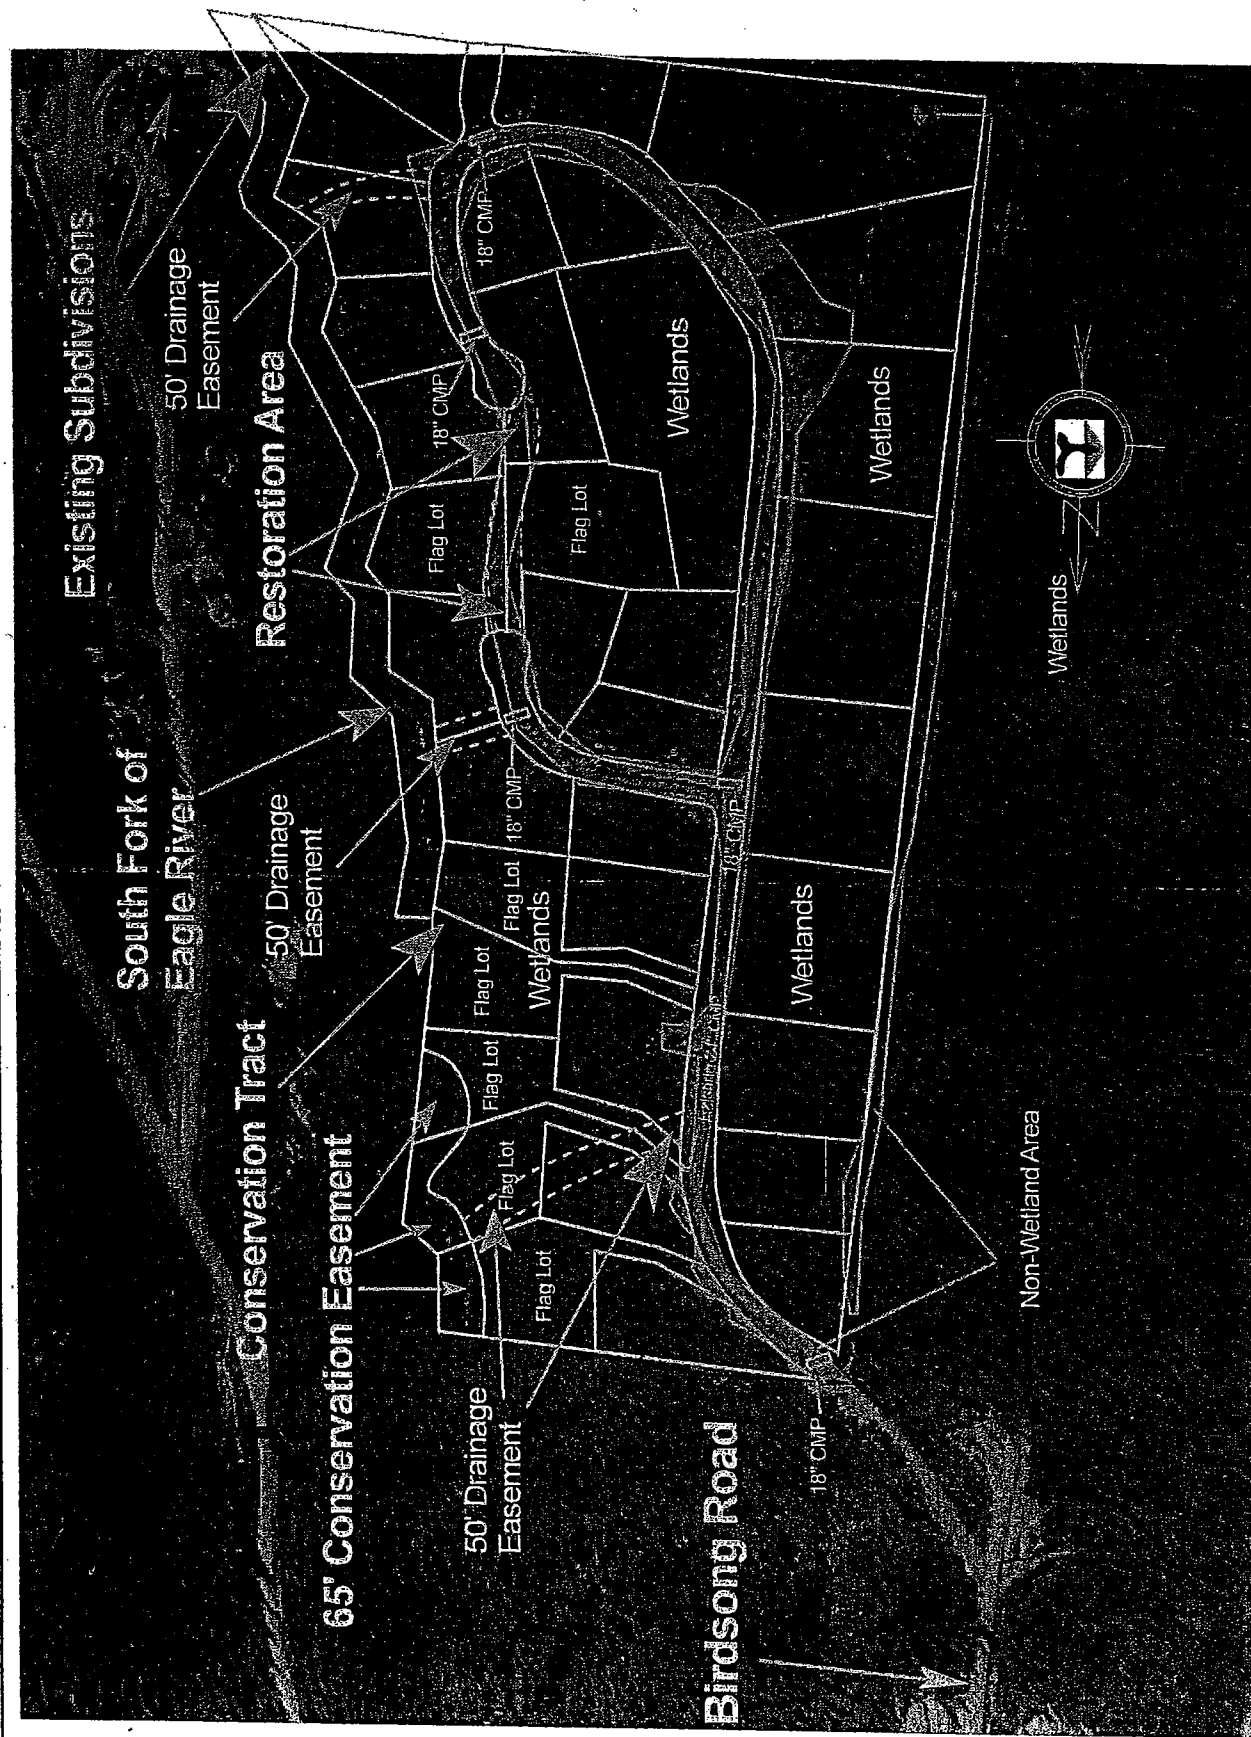 Existing Subdivisions
50' Drainage
Easement
Restoration Area
South Fork of
Eagle River
50' Drainage
Easement
Conservation Tract
65' Conservation Easement
50' Drainage
Easement
Birdsong Road
18" CMP
18" CMP
Flag Lot
Flag Lot
Wetlands
Wetlands
Wetlands
18" CMP
Flag Lot
Wetlands
Flag Lot
Flag Lot
Flag Lot
Flag Lot
18" CMP
Wetlands
18" CMP
Non-Wetland Area